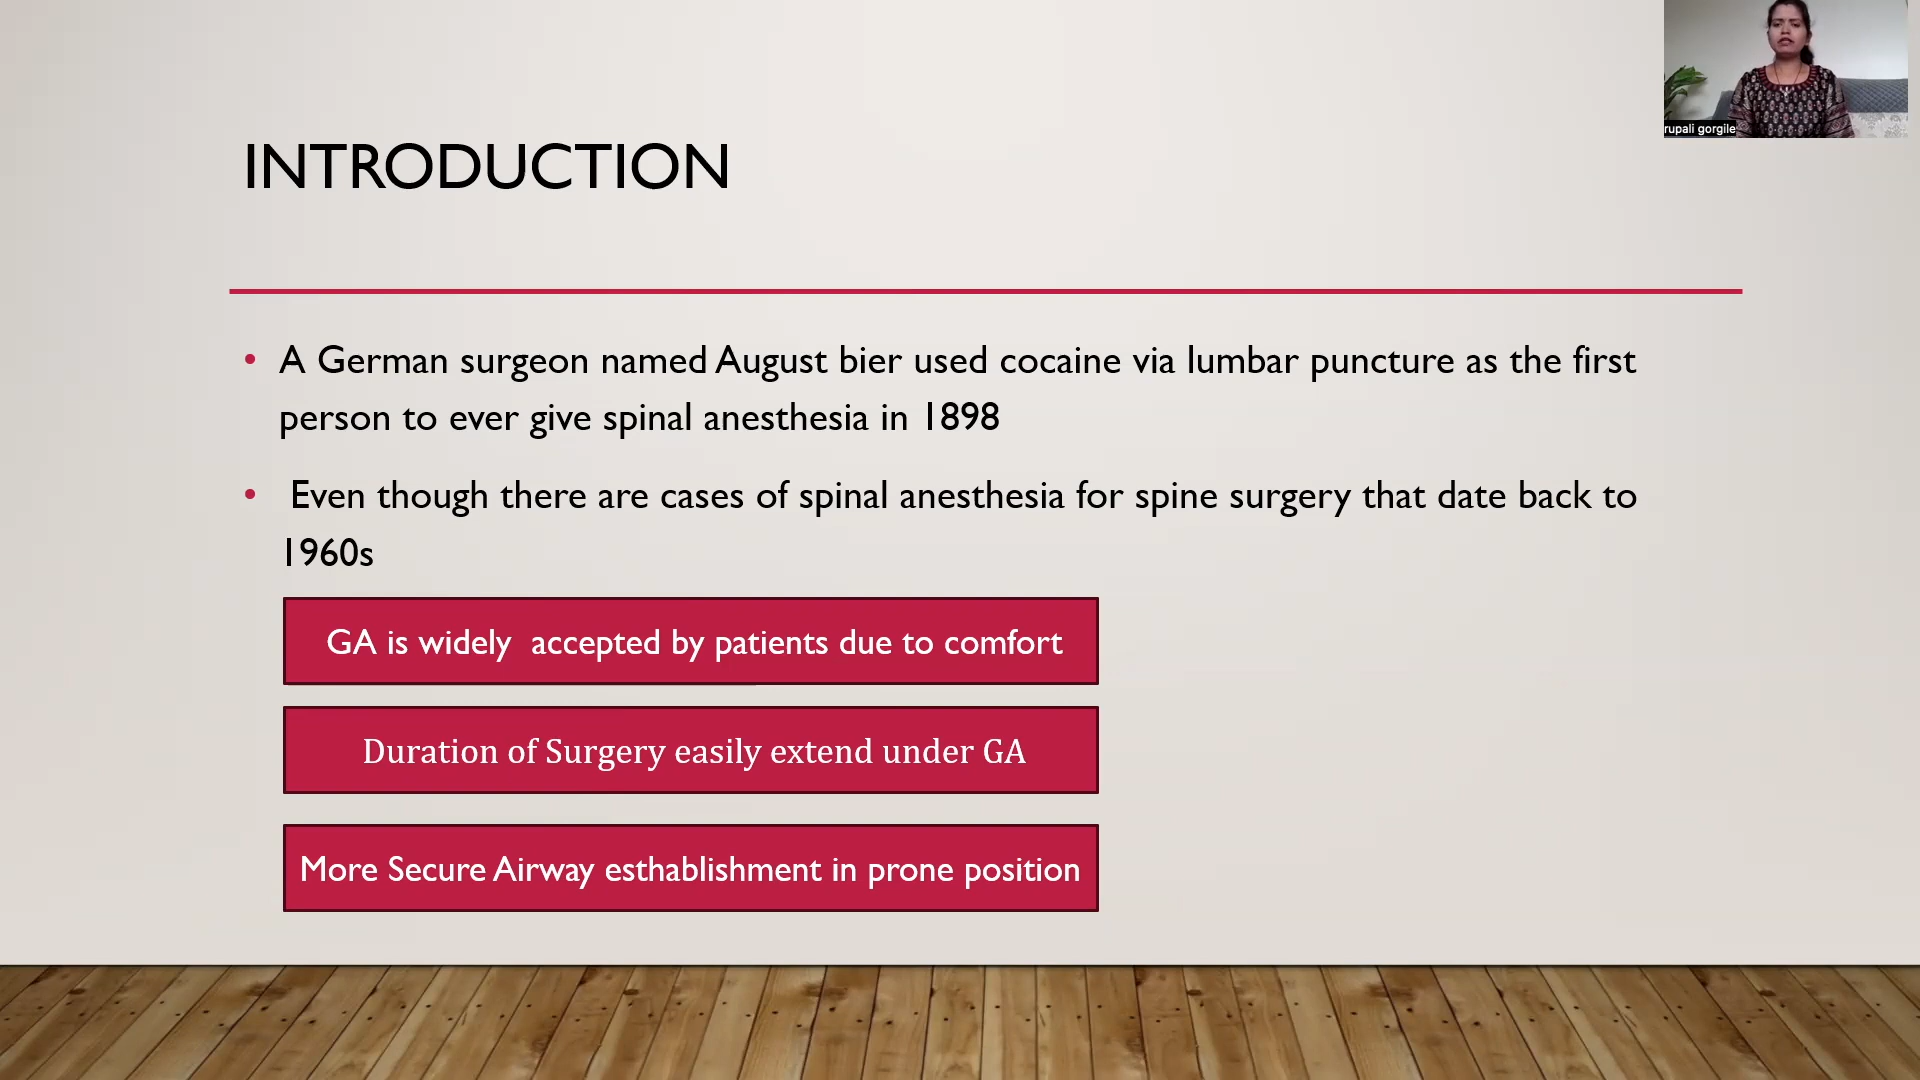 rupali gorgile
INTRODUCTION
• A German surgeon named August bier used cocaine via lumbar puncture as the first
person to ever give spinal anesthesia in 1898
• Even though there are cases of spinal anesthesia for spine surgery that date back to
1960s
GA is widely accepted by patients due to comfort
Duration of Surgery easily extend under GA
More Secure Airway esthablishment in prone position